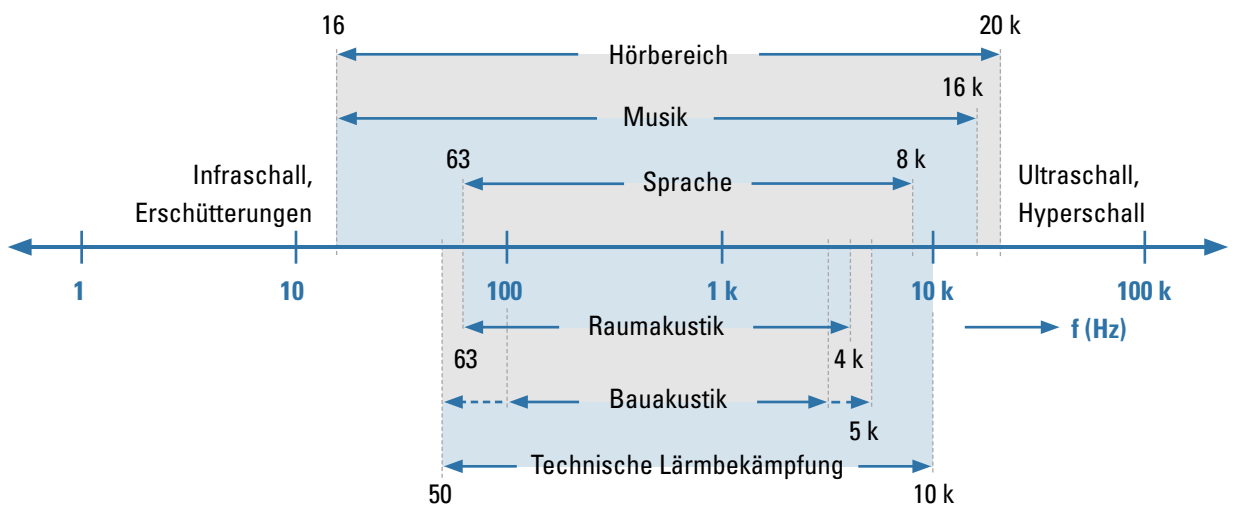 16
20 k
Hörbereich
16 k
Musik
63
8 k
Sprache
Infraschall,
Erschütterungen
Ultraschall,
Hyperschall
1
10
100
1 k
10 k
100 k
Raumakustik
f (Hz)
63
4 k
Bauakustik
5 k
Technische Lärmbekämpfung
50
10 k